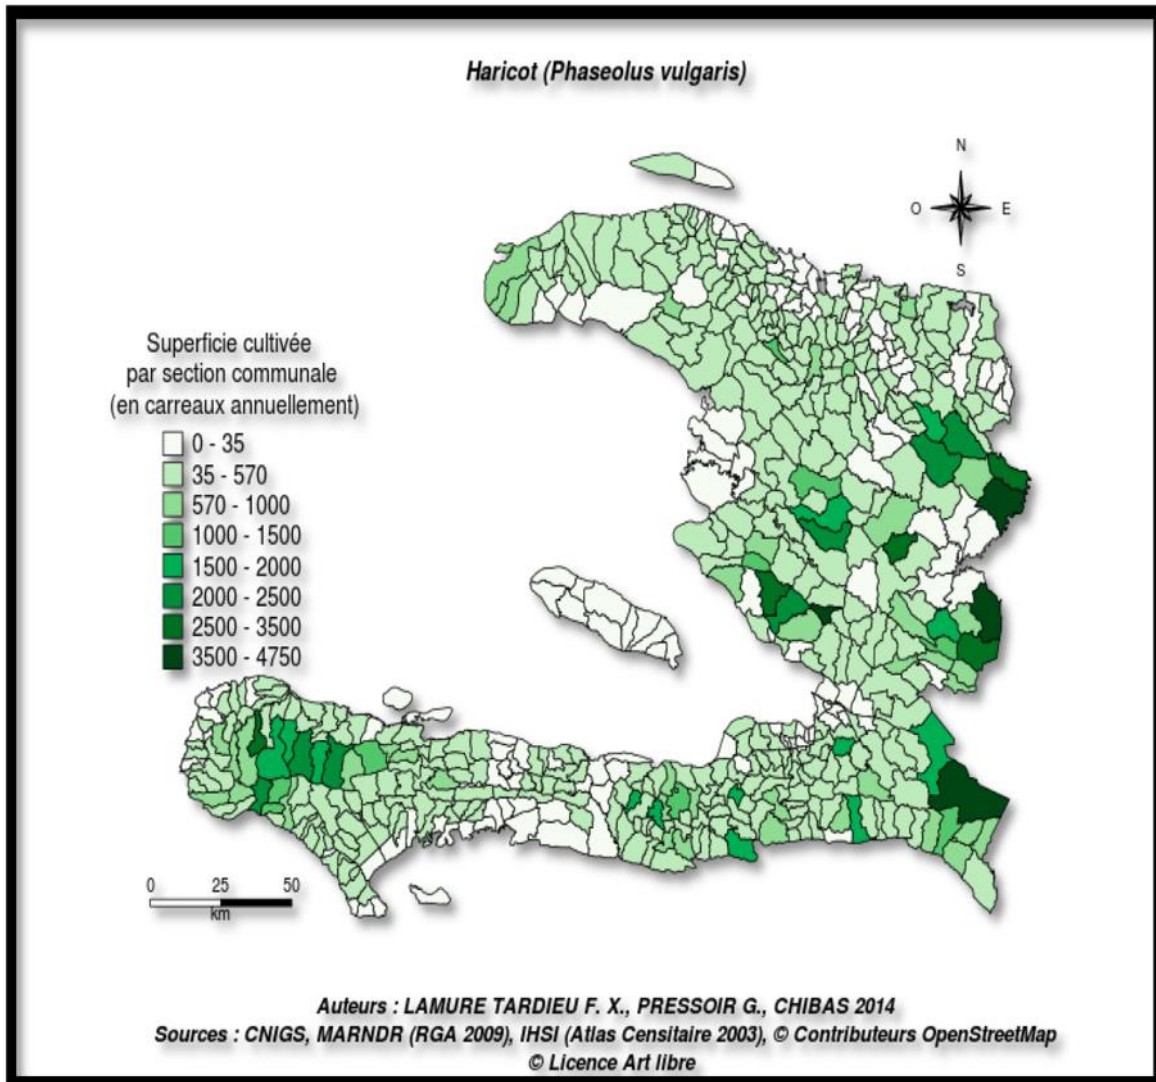 Haricot (Phaseolus vulgaris)
N
O E
S
Superficie cultivée
par section communale
(en carreaux annuellement)
0 - 35
35 - 570
570 - 1000
1000 - 1500
1500 - 2000
2000 - 2500
2500 - 3500
3500 - 4750
0 25 50
km
Auteurs : LAMURE TARDIEU F. X., PRESSOIR G., CHIBAS 2014
Sources : CNIGS, MARNDR (RGA 2009), IHSI (Atlas Censitaire 2003), © Contributeurs OpenStreetMap
© Licence Art libre